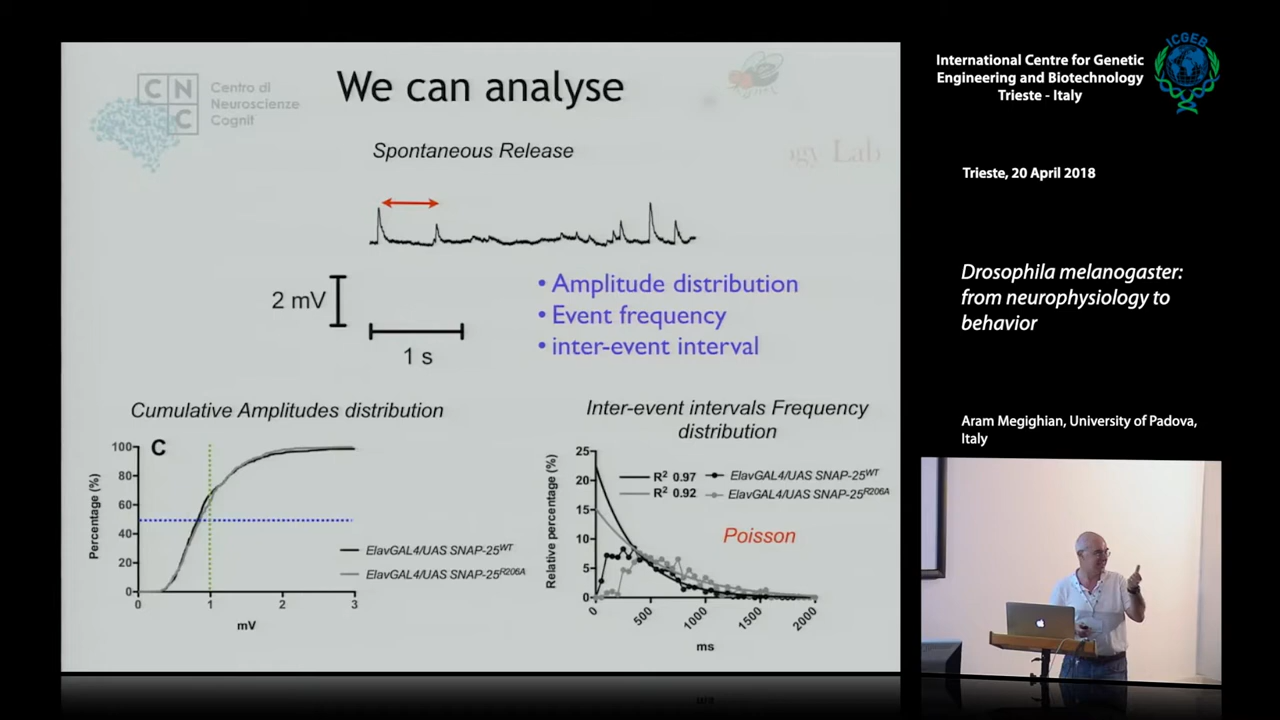 We can analyse
C N C
Centro di
Neuroscienze
Cognit
ogy Lab
Spontaneous Release
2 mV
1 s
• Amplitude distribution
• Event frequency
• inter-event interval
Cumulative Amplitudes distribution
C
Percentage (%)
100
80
60
40
20
0
0 1 2 3
mV
ElavGAL4/UAS SNAP-25WT
ElavGAL4/UAS SNAP-25R206A
Inter-event intervals Frequency
distribution
Relative percentage (%)
25
20
15
10
5
0
0 500 1000 1500 2000
ms
R2 0.97 ElavGAL4/UAS SNAP-25WT
R2 0.92 ElavGAL4/UAS SNAP-25R206A
Poisson
International Centre for Genetic
Engineering and Biotechnology
Trieste - Italy
ICGEB
Trieste, 20 April 2018
Drosophila melanogaster:
from neurophysiology to
behavior
Aram Megighian, University of Padova,
Italy